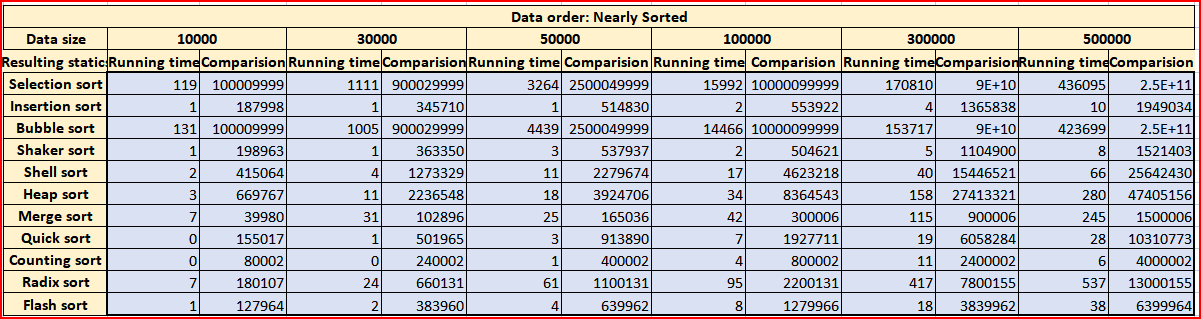 Data order: Nearly Sorted
Data size 10000 30000 50000 100000 300000 500000
Resulting static Running time Comparision Running time Comparision Running time Comparision Running time Comparision Running time Comparision Running time Comparision
Selection sort 119 100009999 1111 900029999 3264 2500049999 15992 10000099999 170810 9E+10 436095 2.5E+11
Insertion sort 1 187998 1 345710 1 514830 2 553922 4 1365838 10 1949034
Bubble sort 131 100009999 1005 900029999 4439 2500049999 14466 10000099999 153717 9E+10 423699 2.5E+11
Shaker sort 1 198963 1 363350 3 537937 2 504621 5 1104900 8 1521403
Shell sort 2 415064 4 1273329 11 2279674 17 4623218 40 15446521 66 25642430
Heap sort 3 669767 11 2236548 18 3924706 34 8364543 158 27413321 280 47405156
Merge sort 7 39980 31 102896 25 165036 42 300006 115 900006 245 1500006
Quick sort 0 155017 1 501965 3 913890 7 1927711 19 6058284 28 10310773
Counting sort 0 80002 0 240002 1 400002 4 800002 11 2400002 6 4000002
Radix sort 7 180107 24 660131 61 1100131 95 2200131 417 7800155 537 13000155
Flash sort 1 127964 2 383960 4 639962 8 1279966 18 3839962 38 6399964